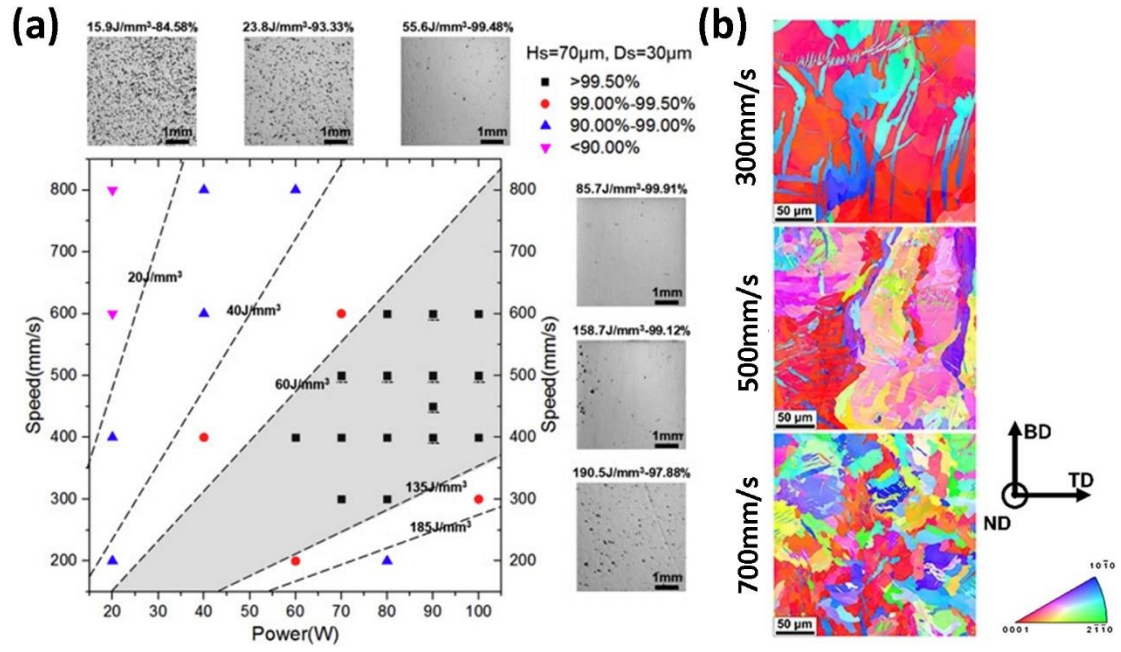 (a)
15.9J/mm³-84.58%
23.8J/mm³-93.33%
55.6J/mm³-99.48%
1mm
1mm
1mm
Hs=70μm, Ds=30μm
>99.50%
99.00%-99.50%
90.00%-99.00%
<90.00%
800
700
600
500
400
300
200
Speed(mm/s)
20J/mm³
40J/mm³
60J/mm³
135J/mm³
185J/mm³
800
700
600
500
400
300
200
Speed(mm/s)
20 30 40 50 60 70 80 90 100
Power(W)
85.7J/mm³-99.91%
1mm
158.7J/mm³-99.12%
1mm
190.5J/mm³-97.88%
1mm
(b)
300mm/s
50 μm
500mm/s
50 μm
700mm/s
50 μm
BD
TD
ND
101̅0
0001
21̅1̅0